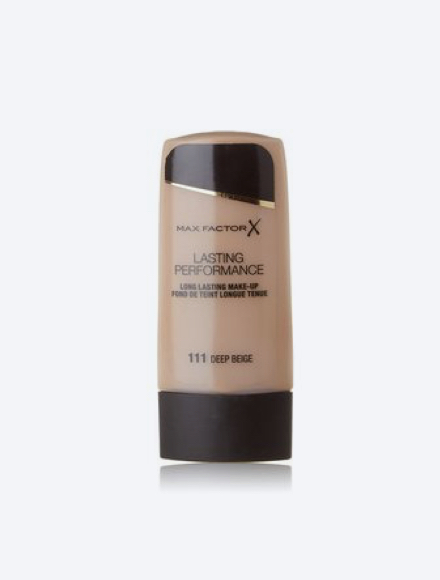 MAX FACTOR X
LASTING
PERFORMANCE
LONG LASTING MAKE-UP
FOND DE TEINT LONGUE TENUE
111 DEEP BEIGE